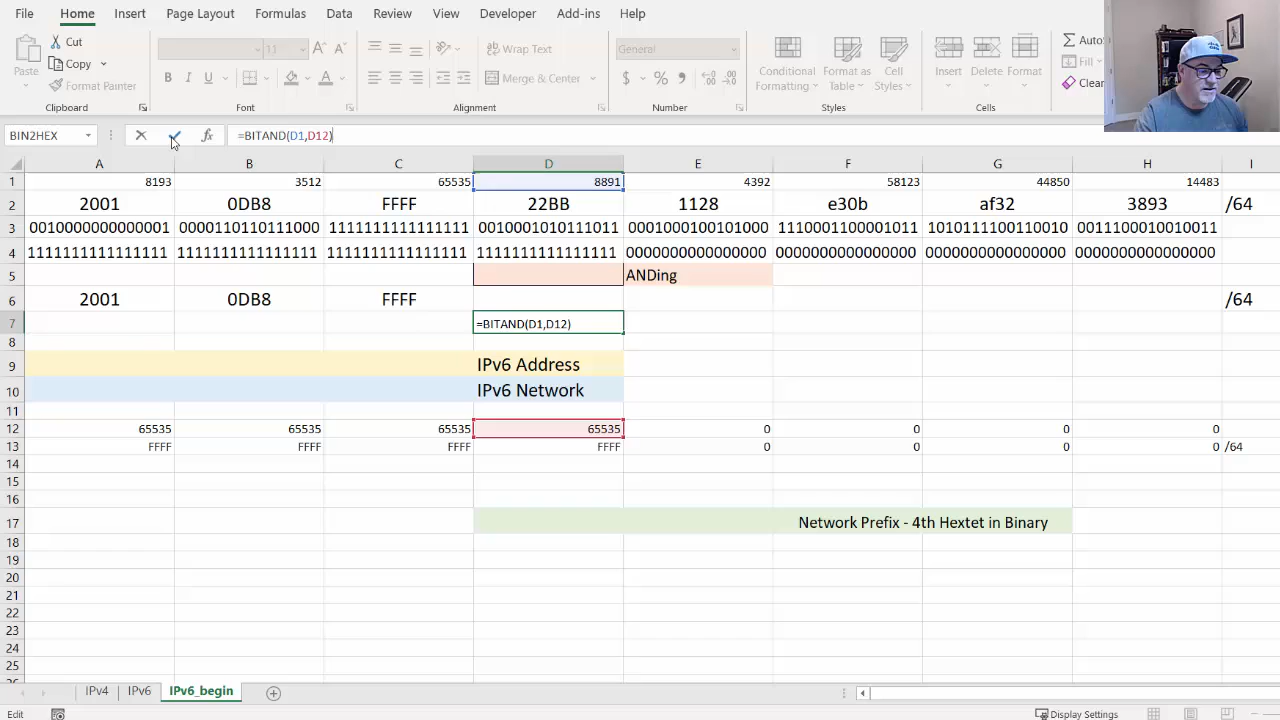 File Home Insert Page Layout Formulas Data Review View Developer Add-ins Help
Paste Cut Copy Format Painter
11 Wrap Text Merge & Center General
Conditional Formatting Format as Table Cell Styles Insert Delete Format
Auto Fill Clear
Clipboard Font Alignment Number Styles Cells
BIN2HEX =BITAND(D1,D12)
A B C D E F G H I
1 8193 3512 65535 8891 4392 58123 44850 14483
2 2001 0DB8 FFFF 22BB 1128 e30b af32 3893 /64
3 0010000000000001 0000110110111000 1111111111111111 0010001010111011 0001000100101000 1110001100001011 1010111100110010 0011100010010011
4 1111111111111111 1111111111111111 1111111111111111 1111111111111111 0000000000000000 0000000000000000 0000000000000000 0000000000000000
5 ANDing
6 2001 0DB8 FFFF /64
7 =BITAND(D1,D12)
8
9 IPv6 Address
10 IPv6 Network
11
12 65535 65535 65535 65535 0 0 0 0
13 FFFF FFFF FFFF FFFF 0 0 0 0 /64
14
15
16
17 Network Prefix - 4th Hextet in Binary
18
19
20
21
22
23
24
25
IPv4 IPv6 IPv6_begin
Edit Display Settings